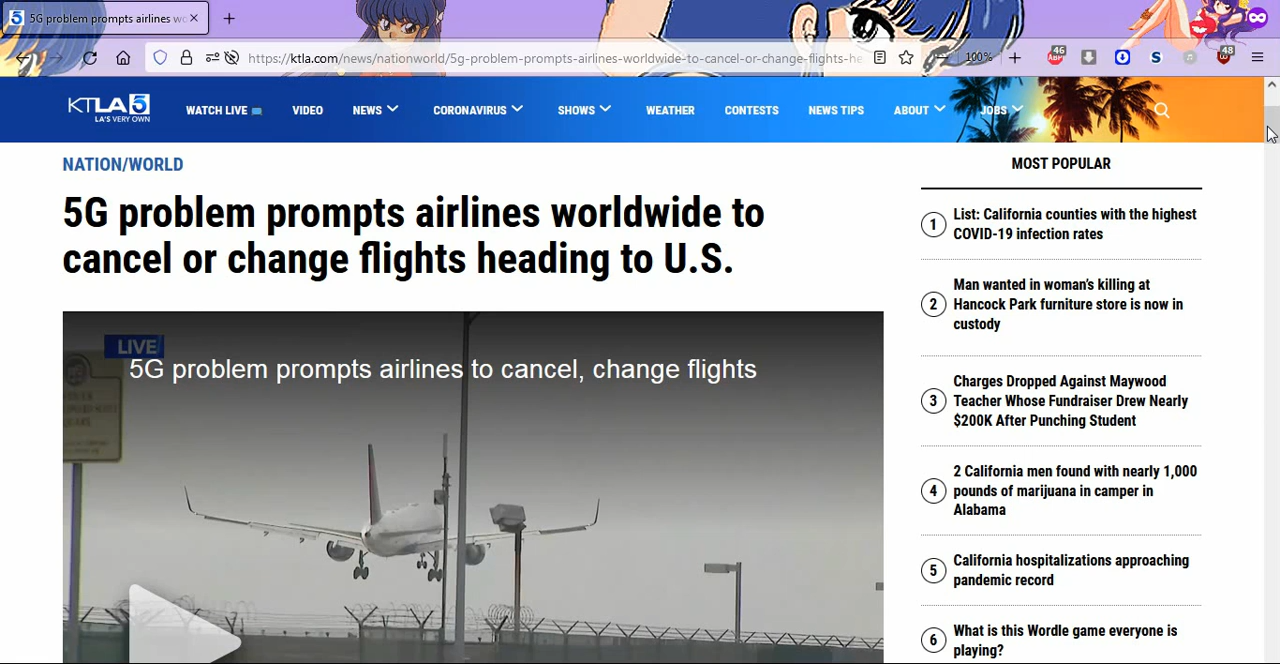 5G problem prompts airlines wo
https://ktla.com/news/nationworld/5g-problem-prompts-airlines-worldwide-to-cancel-or-change-flights-he
100%
46
ABP
S
48
KTLA 5
LA'S VERY OWN
WATCH LIVE
VIDEO
NEWS
CORONAVIRUS
SHOWS
WEATHER
CONTESTS
NEWS TIPS
ABOUT
JOBS
NATION/WORLD
5G problem prompts airlines worldwide to
cancel or change flights heading to U.S.
LIVE
5G problem prompts airlines to cancel, change flights
MOST POPULAR
1
List: California counties with the highest
COVID-19 infection rates
2
Man wanted in woman's killing at
Hancock Park furniture store is now in
custody
3
Charges Dropped Against Maywood
Teacher Whose Fundraiser Drew Nearly
$200K After Punching Student
4
2 California men found with nearly 1,000
pounds of marijuana in camper in
Alabama
5
California hospitalizations approaching
pandemic record
6
What is this Wordle game everyone is
playing?